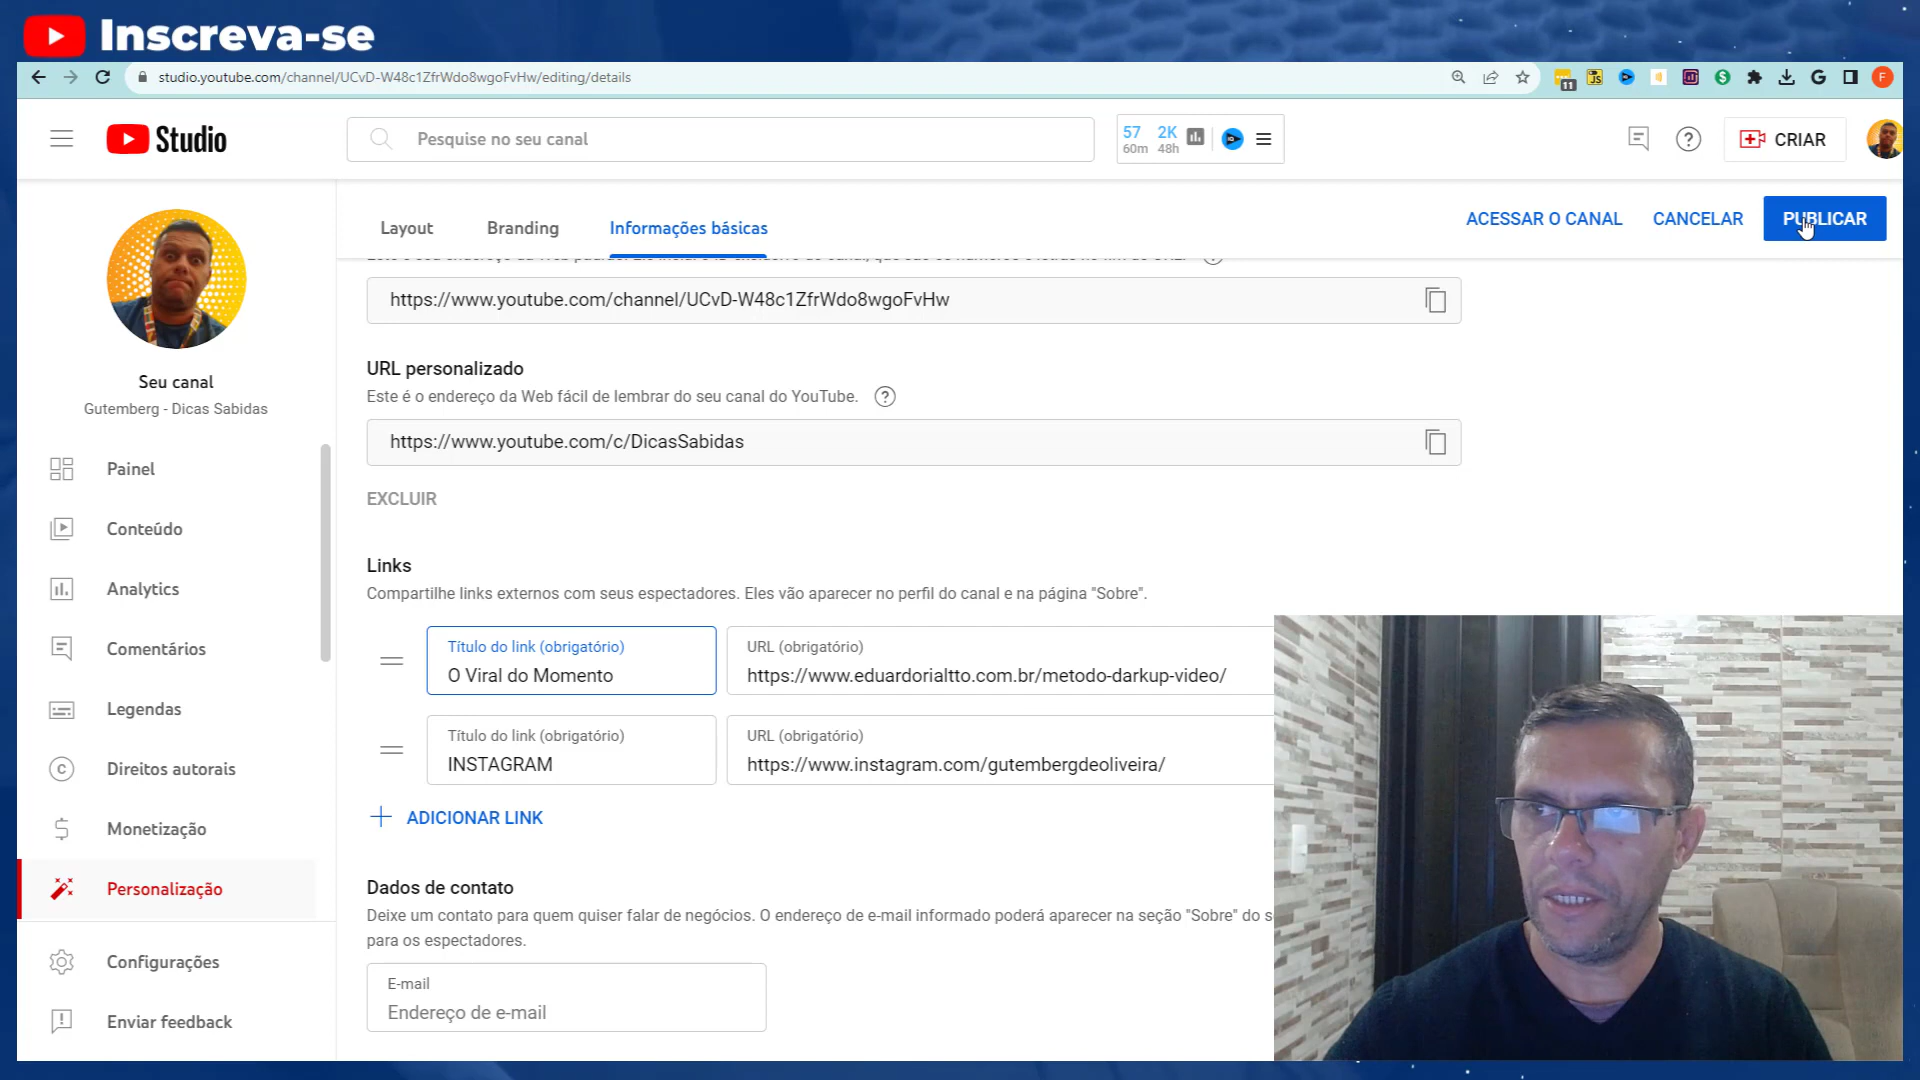 Inscreva-se
studio.youtube.com/channel/UCvD-W48c1ZfrWdo8wgoFvHw/editing/details
11
JS
F
Studio
Pesquise no seu canal
57 2K
60m 48h
CRIAR
Layout
Branding
Informações básicas
ACESSAR O CANAL
CANCELAR
PUBLICAR
https://www.youtube.com/channel/UCvD-W48c1ZfrWdo8wgoFvHw
URL personalizado
Este é o endereço da Web fácil de lembrar do seu canal do YouTube.
https://www.youtube.com/c/DicasSabidas
EXCLUIR
Links
Compartilhe links externos com seus espectadores. Eles vão aparecer no perfil do canal e na página "Sobre".
Título do link (obrigatório)
O Viral do Momento
URL (obrigatório)
https://www.eduardorialtto.com.br/metodo-darkup-video/
Título do link (obrigatório)
INSTAGRAM
URL (obrigatório)
https://www.instagram.com/gutembergdeoliveira/
ADICIONAR LINK
Dados de contato
Deixe um contato para quem quiser falar de negócios. O endereço de e-mail informado poderá aparecer na seção "Sobre" do
para os espectadores.
E-mail
Endereço de e-mail
Seu canal
Gutemberg - Dicas Sabidas
Painel
Conteúdo
Analytics
Comentários
Legendas
Direitos autorais
Monetização
Personalização
Configurações
Enviar feedback